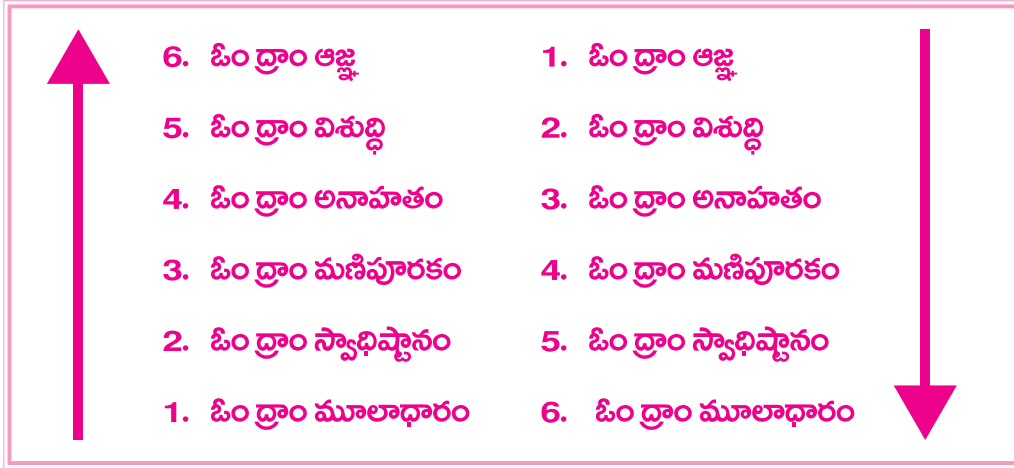 6. ఓం ద్రాం ఆజ్ఞ 1. ఓం ద్రాం ఆజ్ఞ
5. ఓం ద్రాం విశుద్ధి 2. ఓం ద్రాం విశుద్ధి
4. ఓం ద్రాం అనాహతం 3. ఓం ద్రాం అనాహతం
3. ఓం ద్రాం మణిపూరకం 4. ఓం ద్రాం మణిపూరకం
2. ఓం ద్రాం స్వాధిష్టానం 5. ఓం ద్రాం స్వాధిష్టానం
1. ఓం ద్రాం మూలాధారం 6. ఓం ద్రాం మూలాధారం